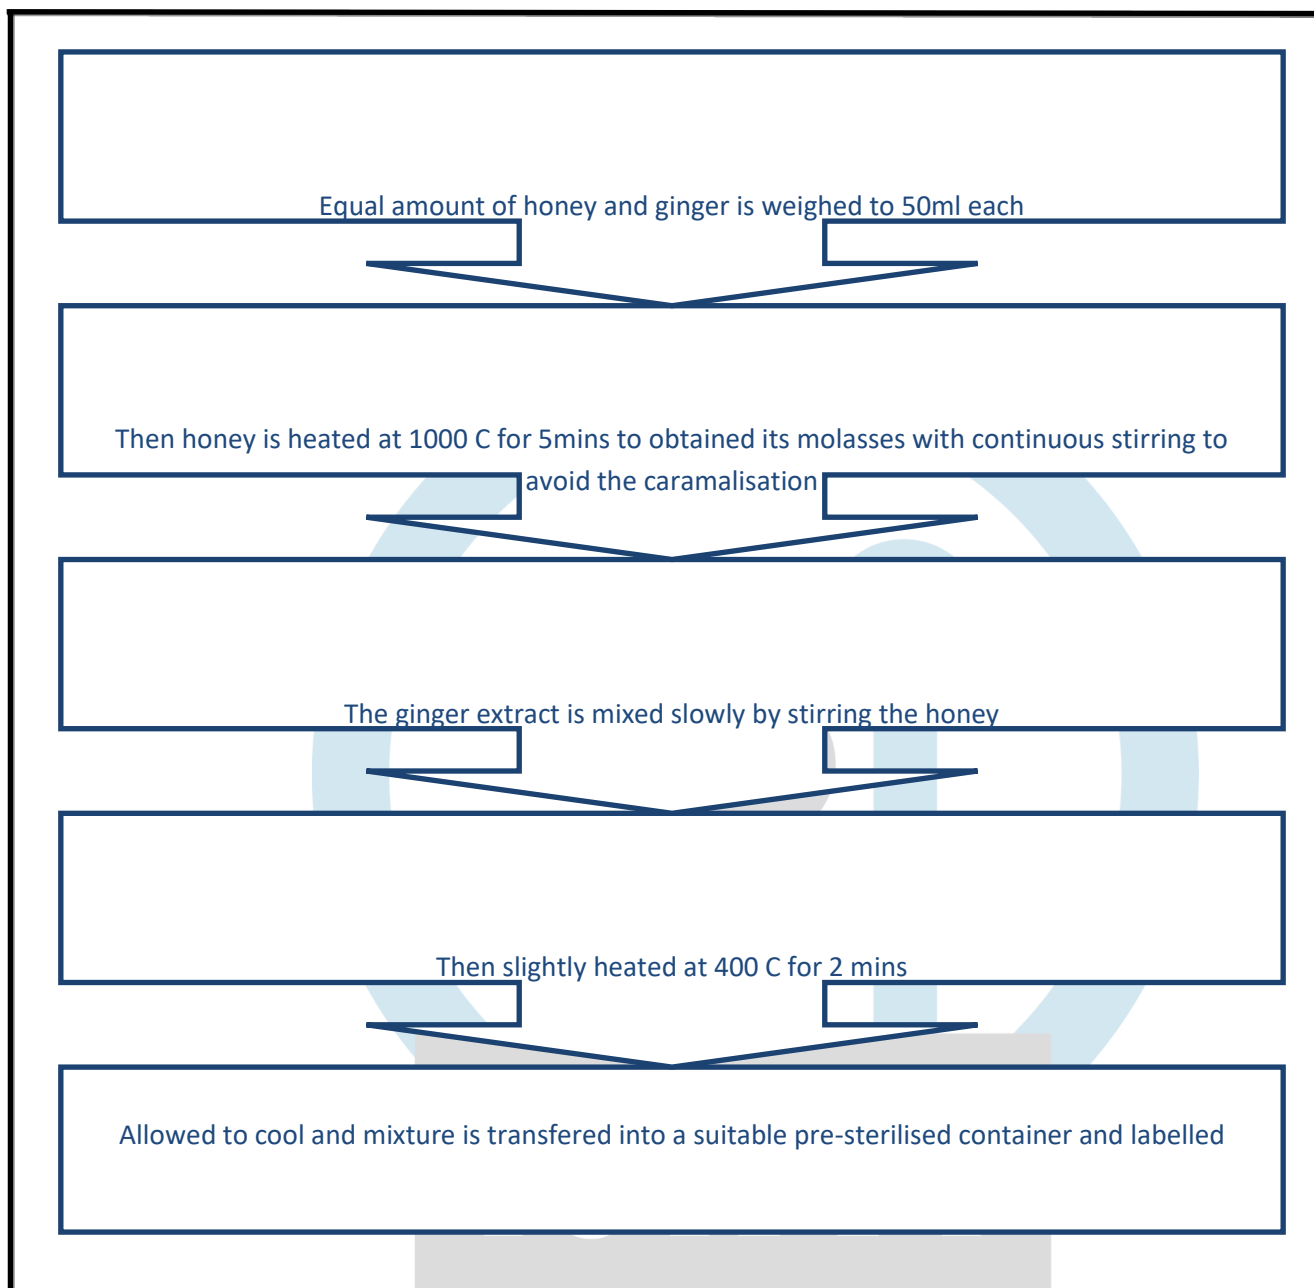 Equal amount of honey and ginger is weighed to 50ml each
Then honey is heated at 1000 C for 5mins to obtained its molasses with continuous stirring to
avoid the caramalisation
The ginger extract is mixed slowly by stirring the honey
Then slightly heated at 400 C for 2 mins
Allowed to cool and mixture is transfered into a suitable pre-sterilised container and labelled